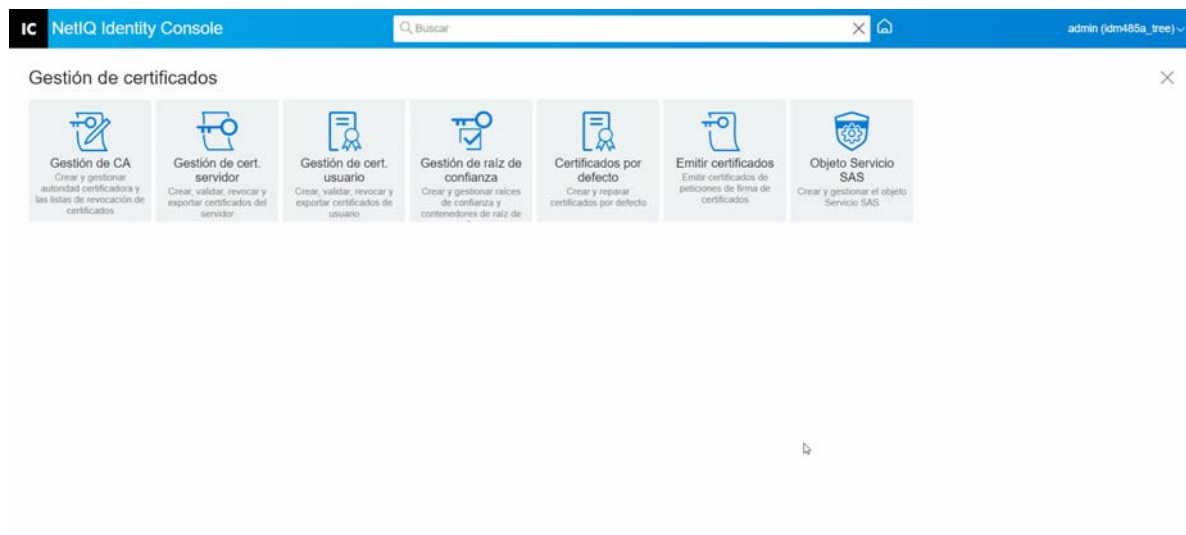 IC NetIQ Identity Console
Buscar
admin (idm485a_tree)
Gestión de certificados
Gestión de CA
Crear y gestionar
autoridad certificadora y
las listas de revocación de
certificados
Gestión de cert.
servidor
Crear, validar, revocar y
exportar certificados del
servidor
Gestión de cert.
usuario
Crear, validar, revocar y
exportar certificados de
usuario
Gestión de raíz de
confianza
Crear y gestionar raíces
de confianza y
contenedores de raíz de
Certificados por
defecto
Crear y reparar
certificados por defecto
Emitir certificados
Emitir certificados de
peticiones de firma de
certificados
Objeto Servicio
SAS
Crear y gestionar el objeto
Servicio SAS